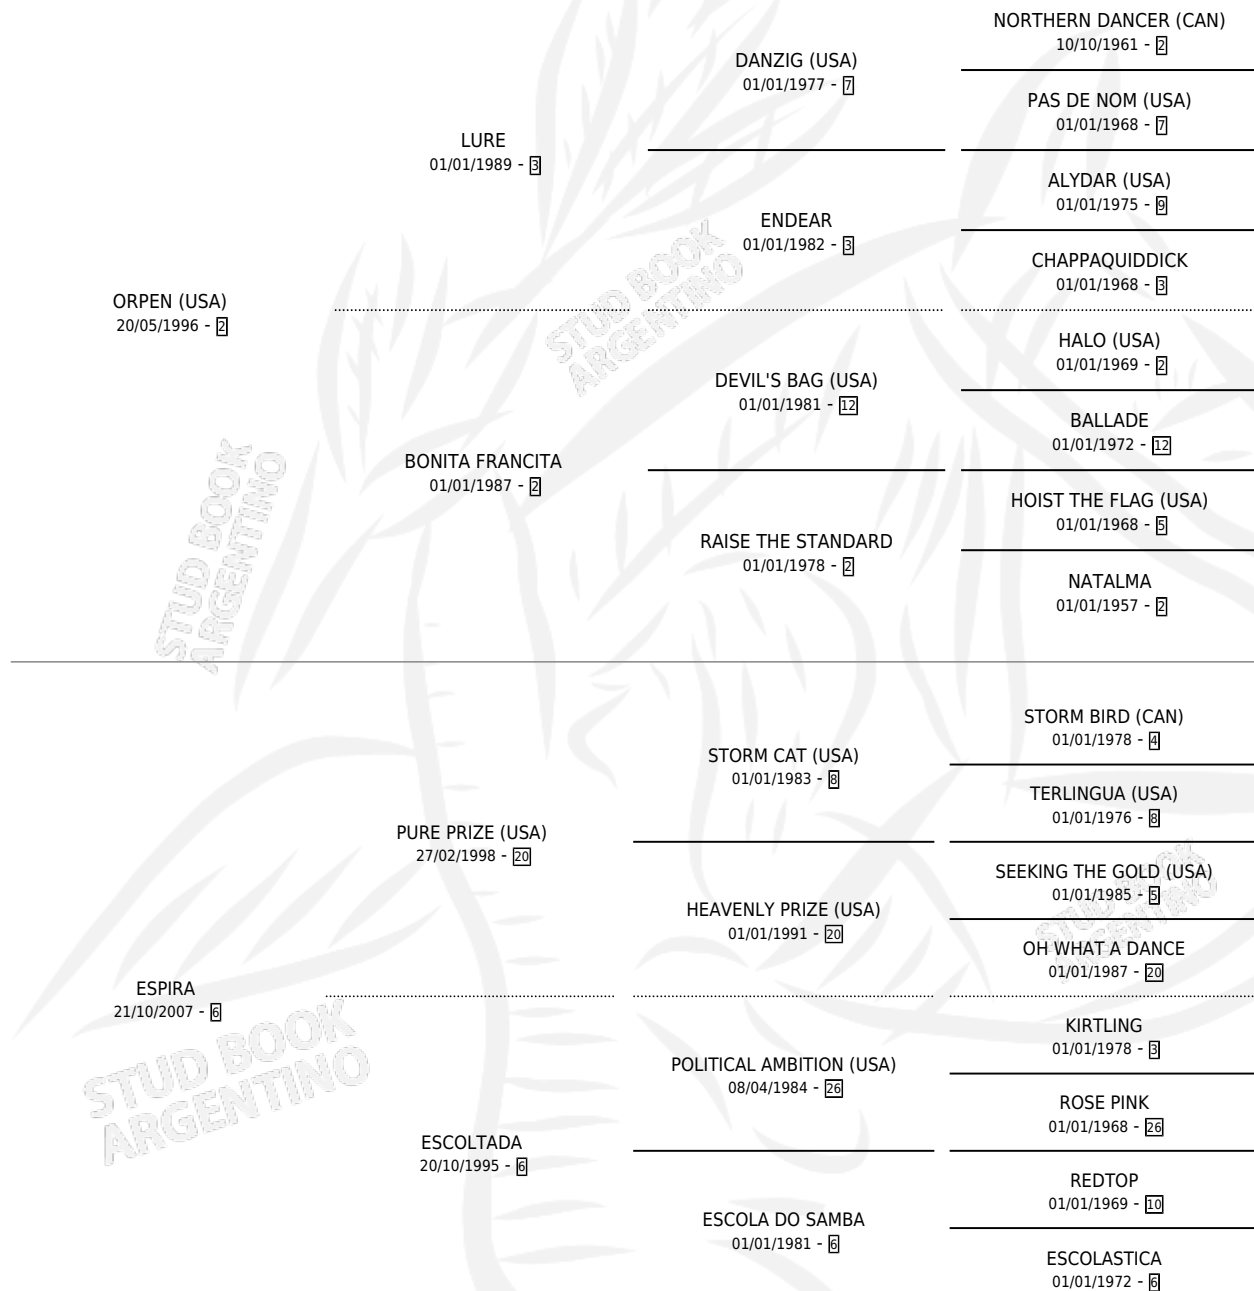 NORTHERN DANCER (CAN)
10/10/1961 - 2
DANZIG (USA)
01/01/1977 - 7
PAS DE NOM (USA)
01/01/1968 - 7
LURE
01/01/1989 - 3
ALYDAR (USA)
01/01/1975 - 9
ENDEAR
01/01/1982 - 3
CHAPPAQUIDDICK
01/01/1968 - 3
ORPEN (USA)
20/05/1996 - 2
HALO (USA)
01/01/1969 - 2
DEVIL'S BAG (USA)
01/01/1981 - 12
BALLADE
01/01/1972 - 12
BONITA FRANCITA
01/01/1987 - 2
HOIST THE FLAG (USA)
01/01/1968 - 5
RAISE THE STANDARD
01/01/1978 - 2
NATALMA
01/01/1957 - 2
STORM BIRD (CAN)
01/01/1978 - 4
STORM CAT (USA)
01/01/1983 - 8
TERLINGUA (USA)
01/01/1976 - 8
PURE PRIZE (USA)
27/02/1998 - 20
SEEKING THE GOLD (USA)
01/01/1985 - 5
HEAVENLY PRIZE (USA)
01/01/1991 - 20
OH WHAT A DANCE
01/01/1987 - 20
ESPIRA
21/10/2007 - 6
KIRTLING
01/01/1978 - 3
POLITICAL AMBITION (USA)
08/04/1984 - 26
ROSE PINK
01/01/1968 - 26
ESCOLTADA
20/10/1995 - 6
REDTOP
01/01/1969 - 10
ESCOLA DO SAMBA
01/01/1981 - 6
ESCOLASTICA
01/01/1972 - 6
STUD BOOK
ARGENTINO
STUD BOOK
ARGENTINO
STUD BOOK
ARGENTINO
STUD BOOK
ARGENTINO